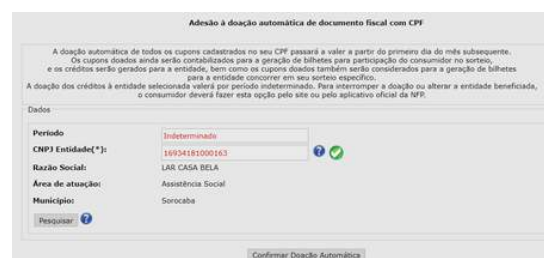 Adesão à doação automática de documento fiscal com CPF
A doação automática de todos os cupons cadastrados no seu CPF passará a valer a partir do primeiro dia do mês subsequente.
Os cupons doados ainda serão contabilizados para a geração de bilhetes para participação do consumidor no sorteio,
e os créditos serão gerados para a entidade, bem como os cupons doados também serão considerados para a geração de bilhetes
para a entidade concorrer em seu sorteio específico.
A doação dos créditos à entidade selecionada valerá por período indeterminado. Para interromper a doação ou alterar a entidade beneficiada,
o consumidor deverá fazer esta opção pelo site ou pelo aplicativo oficial da NFP.
Dados
Período Indeterminado
CNPJ Entidade(*): 16934181000163
Razão Social: LAR CASA BELA
Área de atuação: Assistência Social
Município: Sorocaba
Pesquisar
Confirmar Doação Automática